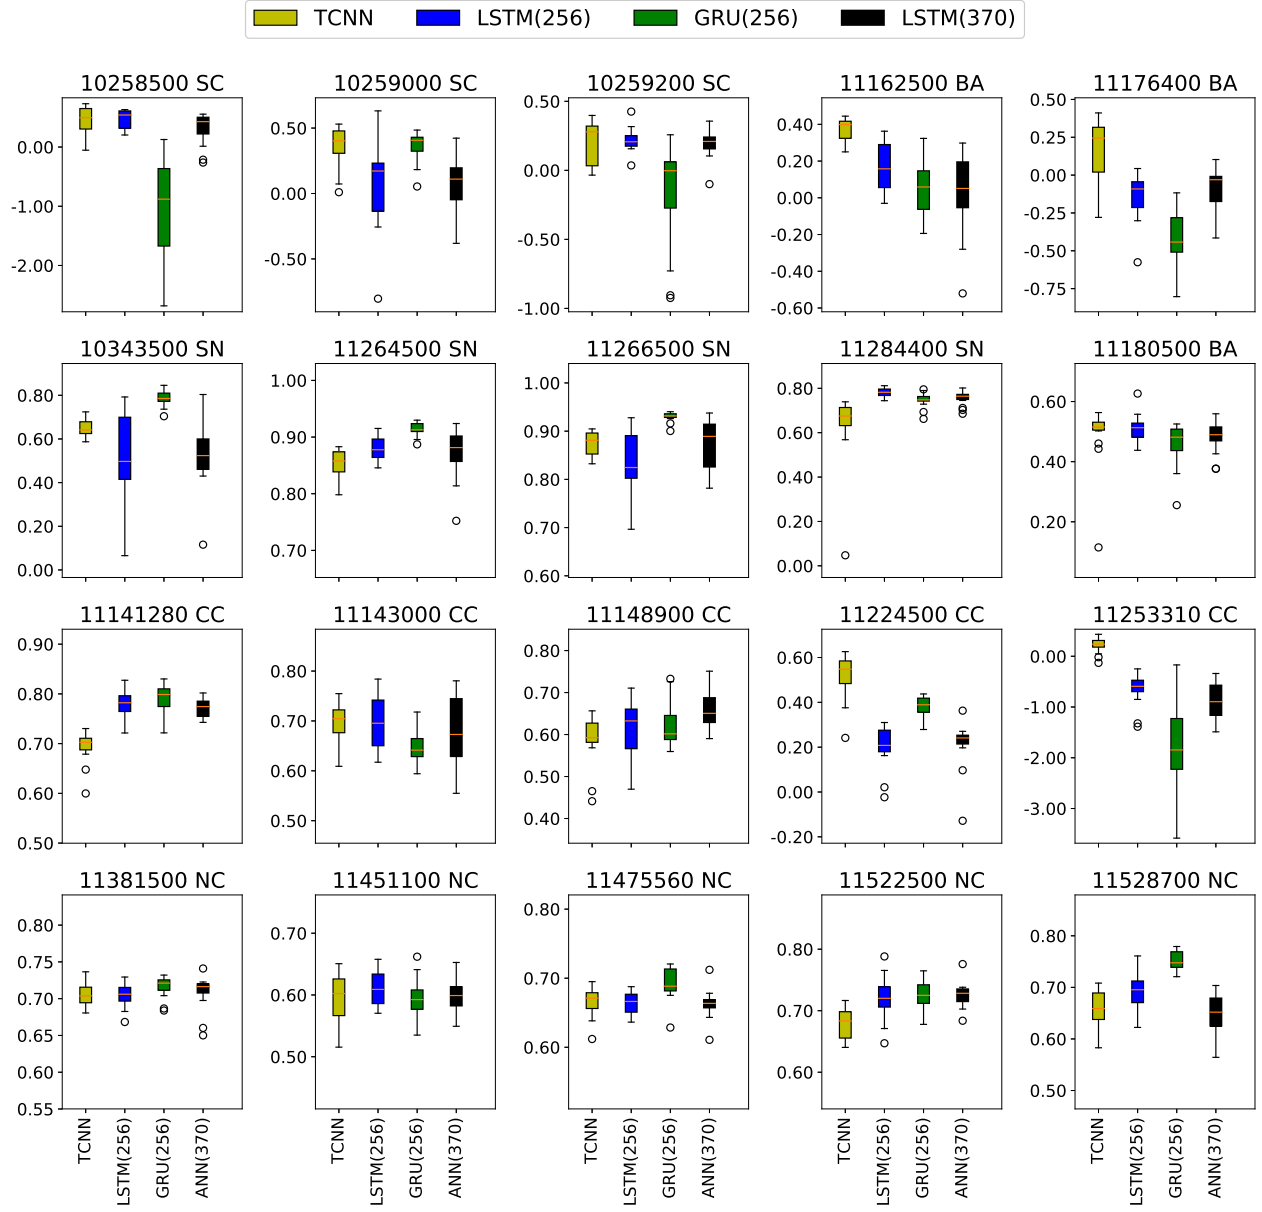 TCNN LSTM(256) GRU(256) LSTM(370)
10258500 SC 10259000 SC 10259200 SC 11162500 BA 11176400 BA
0.00 -1.00 -2.00
0.50 0.00 -0.50
0.50 0.00 -0.50 -1.00
0.40 0.20 0.00 -0.20 -0.40 -0.60
0.50 0.25 0.00 -0.25 -0.50 -0.75
10343500 SN 11264500 SN 11266500 SN 11284400 SN 11180500 BA
0.80 0.60 0.40 0.20 0.00
1.00 0.90 0.80 0.70
1.00 0.90 0.80 0.70 0.60
0.80 0.60 0.40 0.20 0.00
0.60 0.40 0.20
11141280 CC 11143000 CC 11148900 CC 11224500 CC 11253310 CC
0.90 0.80 0.70 0.60 0.50
0.80 0.70 0.60 0.50
0.80 0.70 0.60 0.50 0.40
0.60 0.40 0.20 0.00 -0.20
0.00 -1.00 -2.00 -3.00
11381500 NC 11451100 NC 11475560 NC 11522500 NC 11528700 NC
0.80 0.75 0.70 0.65 0.60 0.55
0.70 0.60 0.50
0.80 0.70 0.60
0.80 0.70 0.60
0.80 0.70 0.60 0.50
TCNN LSTM(256) GRU(256) ANN(370)
TCNN LSTM(256) GRU(256) ANN(370)
TCNN LSTM(256) GRU(256) ANN(370)
TCNN LSTM(256) GRU(256) ANN(370)
TCNN LSTM(256) GRU(256) ANN(370)